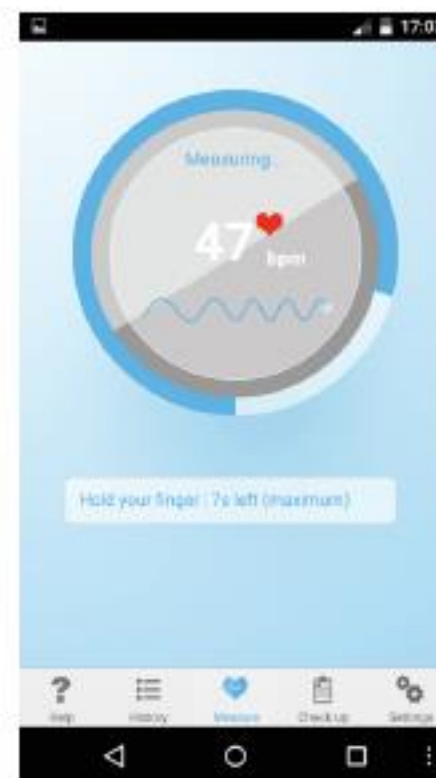 17:0
Measuring..
47
bpm
Hold your finger : 7s left (maximum)
Help History Measure Check up Settings